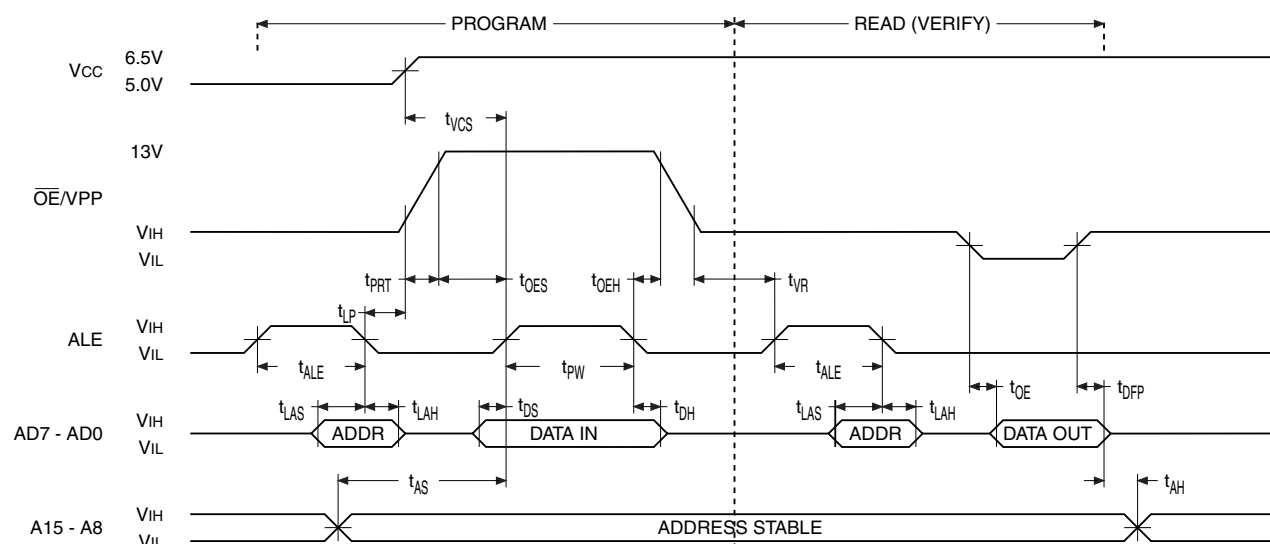 PROGRAM
READ (VERIFY)
VCC
6.5V
5.0V
tVCS
13V
OE/VPP
VIH
VIL
tPRT
tOES
tOEH
tVR
tLP
ALE
VIH
VIL
tALE
tPW
tALE
tOE
tDFP
tLAS
tLAH
tDS
tDH
tLAS
tLAH
AD7 - AD0
VIH
VIL
ADDR
DATA IN
ADDR
DATA OUT
tAS
tAH
A15 - A8
VIH
VIL
ADDRESS STABLE